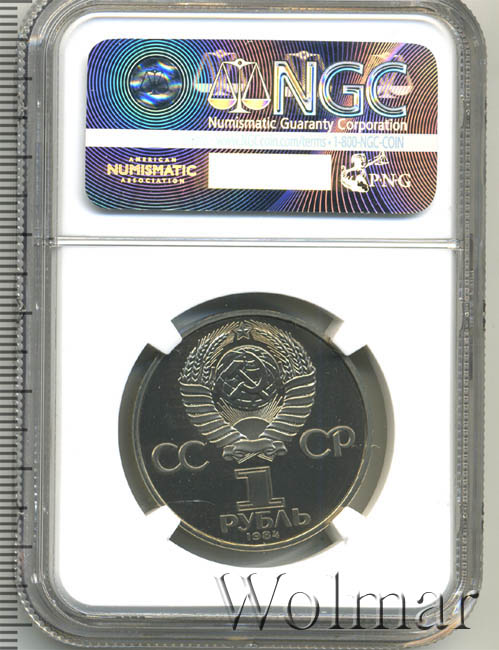 NGC
Numismatic Guaranty Corporation
1-800-NGC-COIN
AMERICAN
NUMISMATIC
ASSOCIATION
PNG
СС СР
1
РУБЛЬ
1984
Wolmar